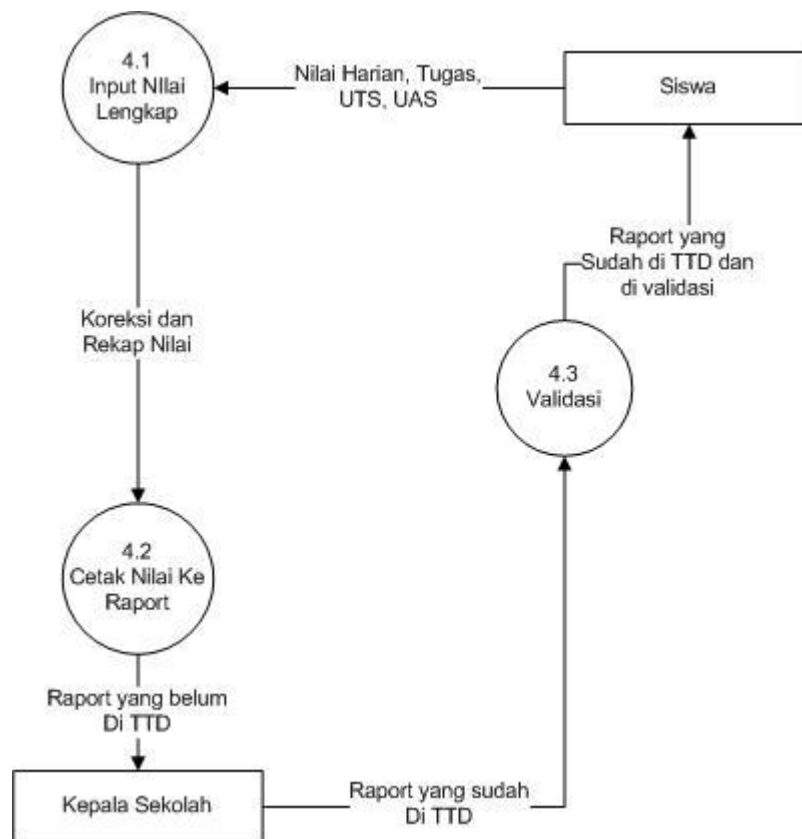 4.1
Input NIlai
Lengkap
Nilai Harian, Tugas,
UTS, UAS
Siswa
Raport yang
Sudah di TTD dan
di validasi
Koreksi dan
Rekap Nilai
4.3
Validasi
4.2
Cetak Nilai Ke
Raport
Raport yang belum
Di TTD
Kepala Sekolah
Raport yang sudah
Di TTD